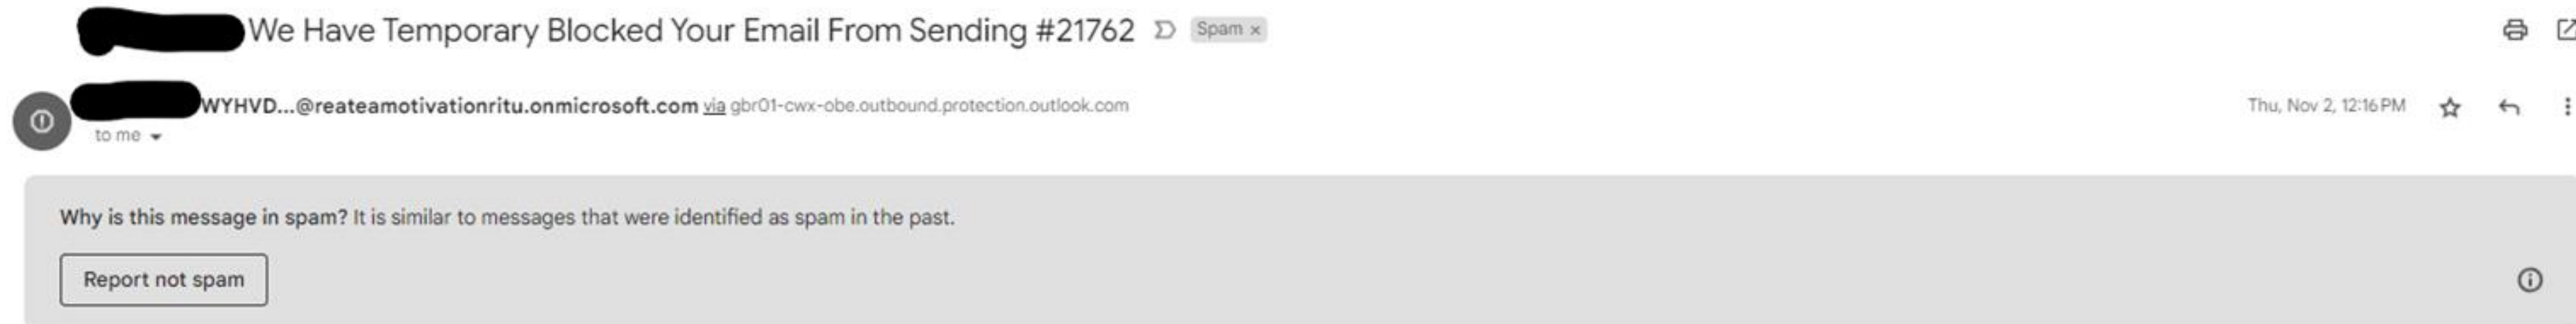 We Have Temporary Blocked Your Email From Sending #21762 Spam x
WYHVD...@reateamotivationritu.onmicrosoft.com via gbr01-cwx-obe.outbound.protection.outlook.com Thu, Nov 2, 12:16 PM
to me
Why is this message in spam? It is similar to messages that were identified as spam in the past.
Report not spam